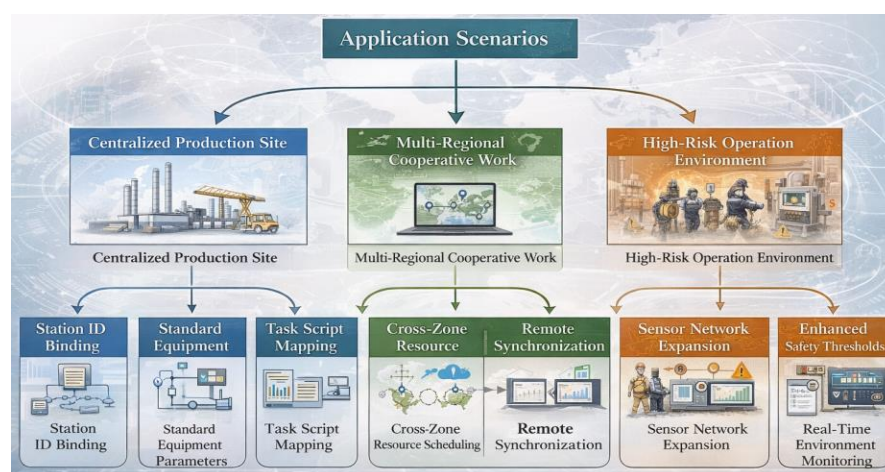 Application Scenarios
Centralized Production Site
Centralized Production Site
Multi-Regional
Cooperative Work
Multi-Regional Cooperative Work
High-Risk Operation
Environment
High-Risk Operation Environment
Station ID
Binding
Station
ID Binding
Standard
Equipment
Standard
Equipment
Parameters
Task Script
Mapping
Task Script
Mapping
Cross-Zone
Resource
Cross-Zone
Resource Scheduling
Remote
Synchronization
Remote
Synchronization
Sensor Network
Expansion
Sensor Network
Expansion
Enhanced
Safety Thresholds
Real-Time
Environment
Monitoring